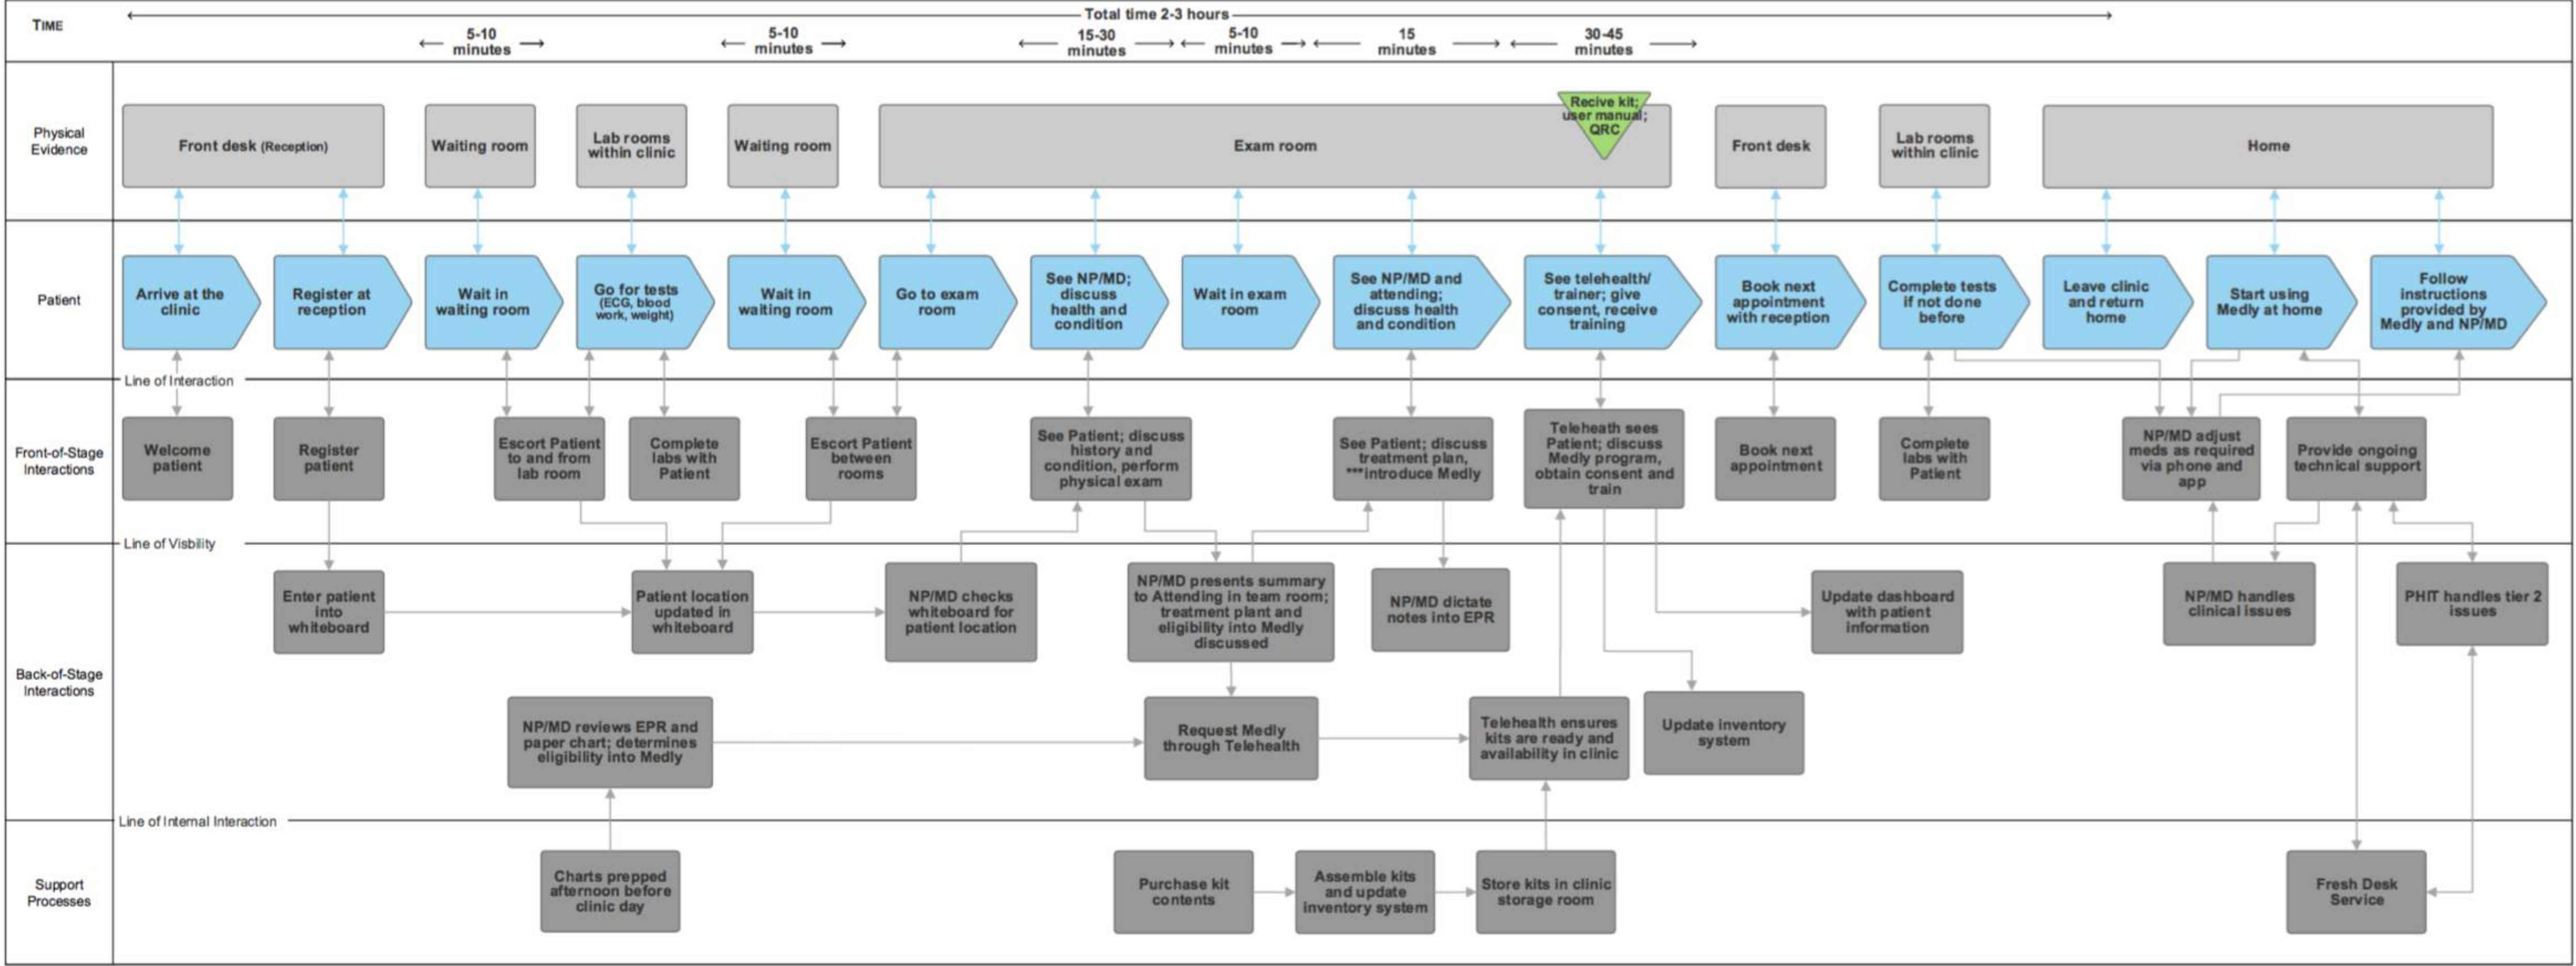 TIME
Total time 2-3 hours
5-10
minutes
5-10
minutes
15-30
minutes
5-10
minutes
15
minutes
30-45
minutes
Physical
Evidence
Front desk (Reception)
Waiting room
Lab rooms
within clinic
Waiting room
Exam room
Recive kit;
user manual;
QRC
Front desk
Lab rooms
within clinic
Home
Patient
Arrive at the
clinic
Register at
reception
Wait in
waiting room
Go for tests
(ECG, blood
work, weight)
Wait in
waiting room
Go to exam
room
See NP/MD;
discuss
health and
condition
Wait in exam
room
See NP/MD and
attending;
discuss health
and condition
See telehealth/
trainer; give
consent, receive
training
Book next
appointment
with reception
Complete tests
if not done
before
Leave clinic
and return
home
Start using
Medly at home
Follow
instructions
provided by
Medly and NP/MD
Line of Interaction
Front-of-Stage
Interactions
Welcome
patient
Register
patient
Escort Patient
to and from
lab room
Complete
labs with
Patient
Escort Patient
between
rooms
See Patient; discuss
history and
condition, perform
physical exam
See Patient; discuss
treatment plan,
***introduce Medly
Teleheath sees
Patient; discuss
Medly program,
obtain consent and
train
Book next
appointment
Complete
labs with
Patient
NP/MD adjust
meds as required
via phone and
app
Provide ongoing
technical support
Line of Visbility
Back-of-Stage
Interactions
Enter patient
into
whiteboard
Patient location
updated in
whiteboard
NP/MD checks
whiteboard for
patient location
NP/MD presents summary
to Attending in team room;
treatment plant and
eligibility into Medly
discussed
NP/MD dictate
notes into EPR
Update dashboard
with patient
information
NP/MD handles
clinical issues
PHIT handles tier 2
issues
NP/MD reviews EPR and
paper chart; determines
eligibility into Medly
Request Medly
through Telehealth
Telehealth ensures
kits are ready and
availability in clinic
Update inventory
system
Line of Internal Interaction
Support
Processes
Charts prepped
afternoon before
clinic day
Purchase kit
contents
Assemble kits
and update
inventory system
Store kits in clinic
storage room
Fresh Desk
Service